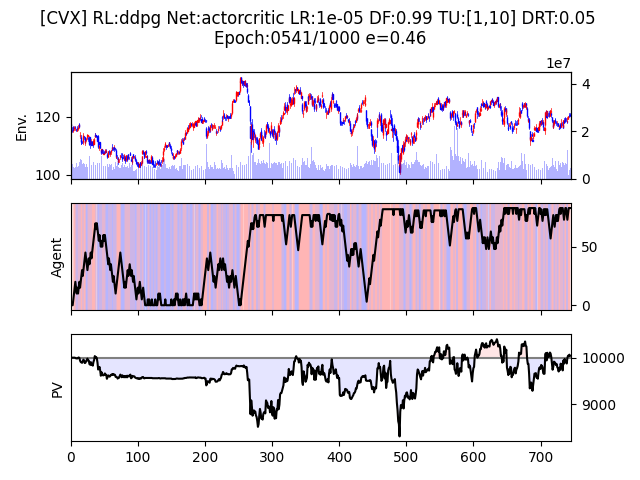 [CVX] RL:ddpg Net:actorcritic LR:1e-05 DF:0.99 TU:[1,10] DRT:0.05
Epoch:0541/1000 e=0.46
1e7
Env.
120
100
4
2
0
Agent
50
0
PV
10000
9000
0 100 200 300 400 500 600 700